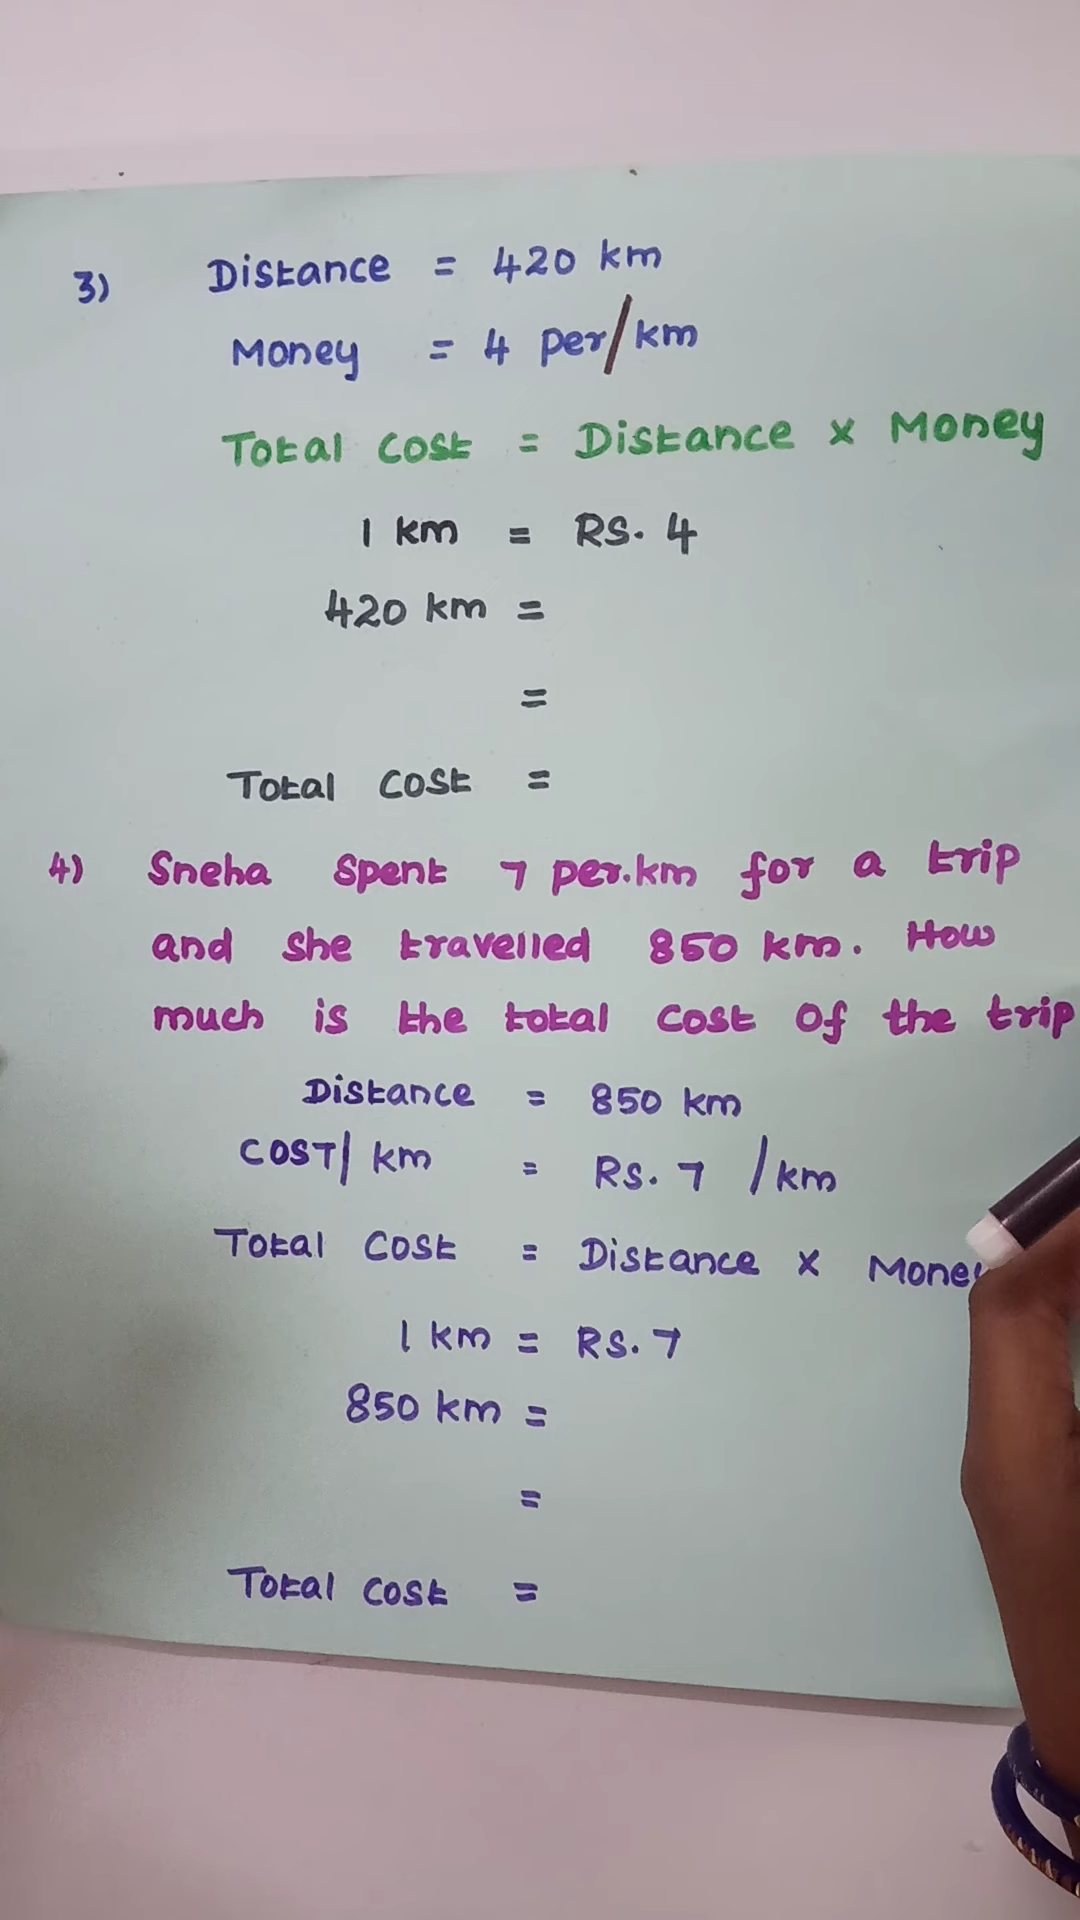 3) Distance = 420 km
Money = 4 per/km
Total cost = Distance x Money
1 km = RS. 4
420 km =
=
Total cost =
4) Sneha spent 7 per.km for a trip
and she travelled 850 km. How
much is the total cost of the trip
Distance = 850 km
COST/ km = Rs. 7 /km
Total cost = Distance x Money
1 km = RS. 7
850 km =
=
Total cost =